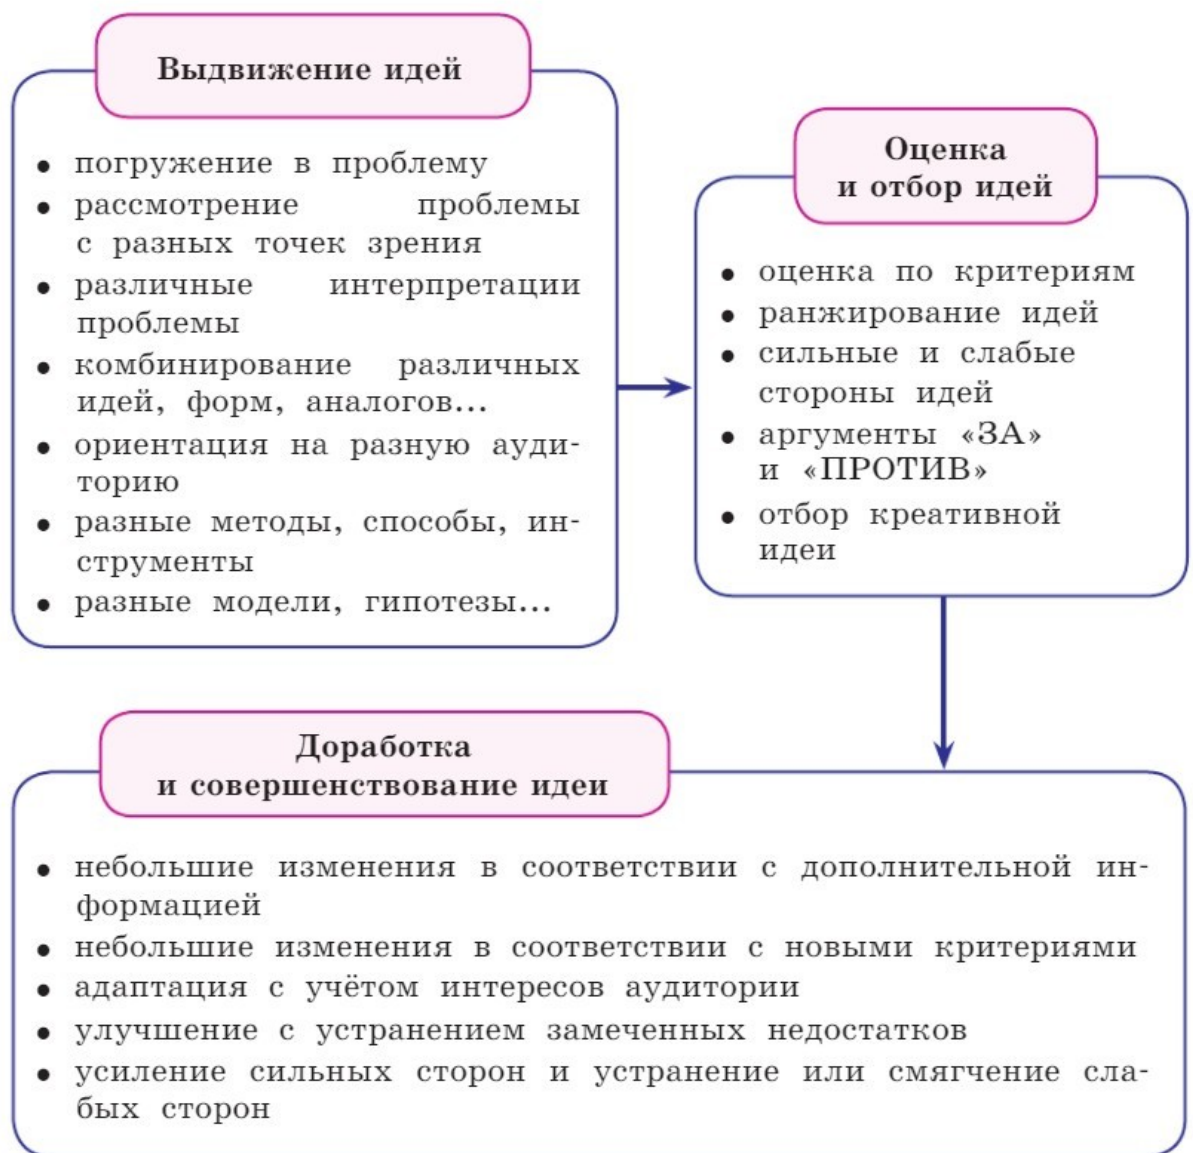 Выдвижение идей
• погружение в проблему
• рассмотрение проблемы
с разных точек зрения
• различные интерпретации
проблемы
• комбинирование различных
идей, форм, аналогов...
• ориентация на разную ауди-
торию
• разные методы, способы, ин-
струменты
• разные модели, гипотезы...
Оценка
и отбор идей
• оценка по критериям
• ранжирование идей
• сильные и слабые
стороны идей
• аргументы «ЗА»
и «ПРОТИВ»
• отбор креативной
идеи
Доработка
и совершенствование идеи
• небольшие изменения в соответствии с дополнительной ин-
формацией
• небольшие изменения в соответствии с новыми критериями
• адаптация с учётом интересов аудитории
• улучшение с устранением замеченных недостатков
• усиление сильных сторон и устранение или смягчение сла-
бых сторон